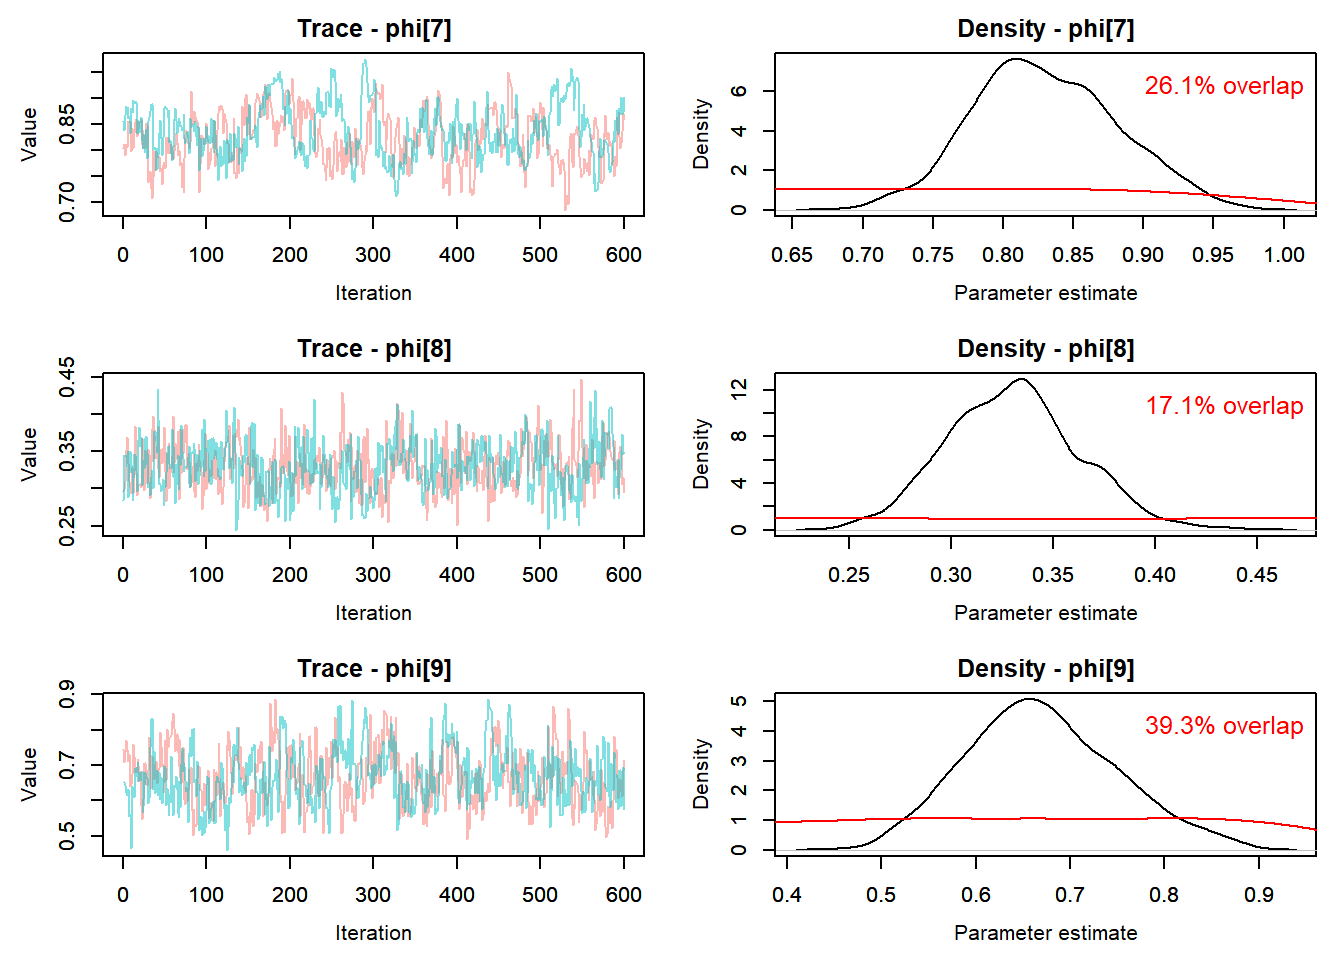 Trace - phi[7]
Value
0.85
0.70
0 100 200 300 400 500 600
Iteration
Density - phi[7]
26.1% overlap
Density
6
4
2
0
0.65 0.70 0.75 0.80 0.85 0.90 0.95 1.00
Parameter estimate
Trace - phi[8]
Value
0.45
0.35
0.25
0 100 200 300 400 500 600
Iteration
Density - phi[8]
17.1% overlap
Density
12
8
4
0
0.25 0.30 0.35 0.40 0.45
Parameter estimate
Trace - phi[9]
Value
0.9
0.7
0.5
0 100 200 300 400 500 600
Iteration
Density - phi[9]
39.3% overlap
Density
5
4
3
2
1
0
0.4 0.5 0.6 0.7 0.8 0.9
Parameter estimate